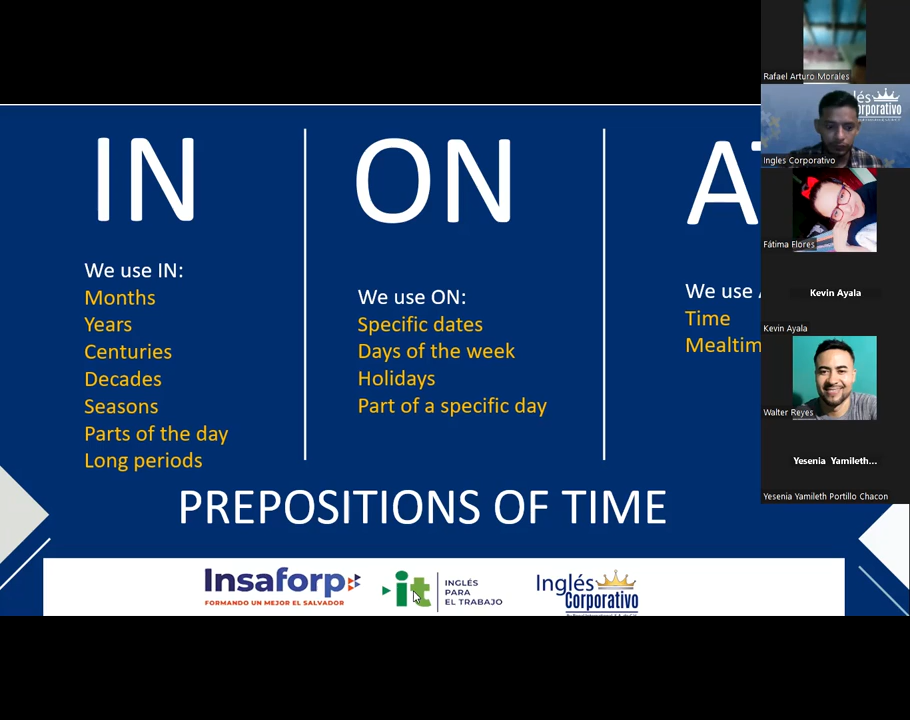 IN
We use IN:
Months
Years
Centuries
Decades
Seasons
Parts of the day
Long periods
ON
We use ON:
Specific dates
Days of the week
Holidays
Part of a specific day
We use
Time
PREPOSITIONS OF TIME
Insaforp
FORMANDO UN MEJOR EL SALVADOR
it
INGLÉS
PARA
EL TRABAJO
Inglés
Corporativo
Rafael Arturo Morales
Ingles Corporativo
Fátima Flores
Kevin Ayala
Kevin Ayala
Walter Reyes
Yesenia Yamileth...
Yesenia Yamileth Portillo Chacon